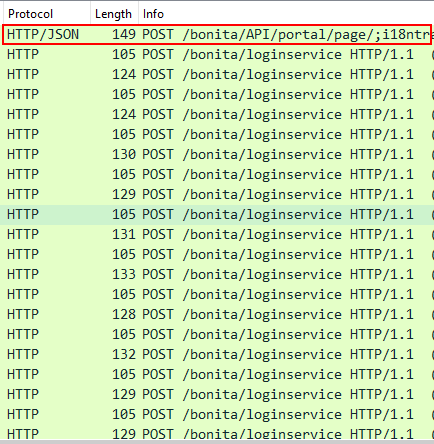 Protocol Length Info
HTTP/JSON 149 POST /bonita/API/portal/page/;i18ntra
HTTP 105 POST /bonita/loginservice HTTP/1.1 (
HTTP 124 POST /bonita/loginservice HTTP/1.1 (
HTTP 105 POST /bonita/loginservice HTTP/1.1 (
HTTP 124 POST /bonita/loginservice HTTP/1.1 (
HTTP 105 POST /bonita/loginservice HTTP/1.1 (
HTTP 130 POST /bonita/loginservice HTTP/1.1 (
HTTP 105 POST /bonita/loginservice HTTP/1.1 (
HTTP 129 POST /bonita/loginservice HTTP/1.1 (
HTTP 105 POST /bonita/loginservice HTTP/1.1 (
HTTP 131 POST /bonita/loginservice HTTP/1.1 (
HTTP 105 POST /bonita/loginservice HTTP/1.1 (
HTTP 133 POST /bonita/loginservice HTTP/1.1 (
HTTP 105 POST /bonita/loginservice HTTP/1.1 (
HTTP 128 POST /bonita/loginservice HTTP/1.1 (
HTTP 105 POST /bonita/loginservice HTTP/1.1 (
HTTP 132 POST /bonita/loginservice HTTP/1.1 (
HTTP 105 POST /bonita/loginservice HTTP/1.1 (
HTTP 129 POST /bonita/loginservice HTTP/1.1 (
HTTP 105 POST /bonita/loginservice HTTP/1.1 (
HTTP 129 POST /bonita/loginservice HTTP/1.1 (